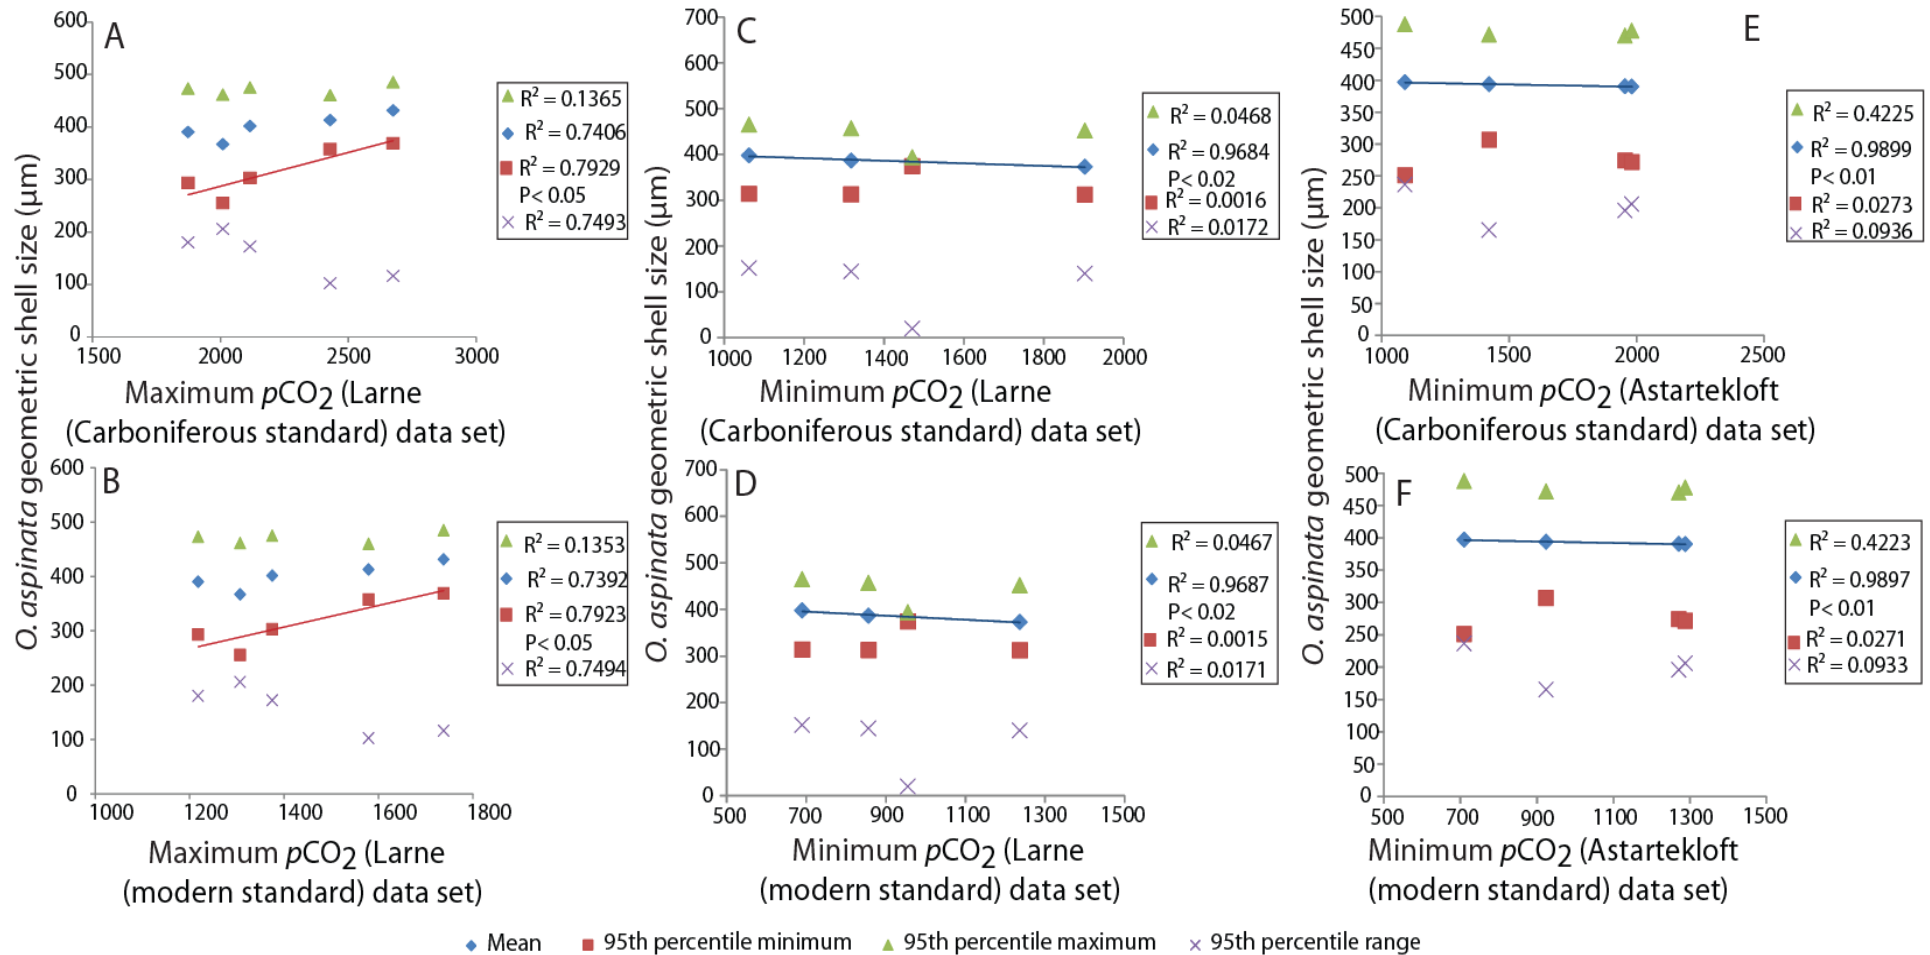 O. aspinata geometric shell size (µm)
A
600
500
400
300
200
100
0
1500
2000
2500
3000
R² = 0.1365
R² = 0.7406
R² = 0.7929
P< 0.05
R² = 0.7493
Maximum pCO2 (Larne
(Carboniferous standard) data set)
B
600
500
400
300
200
100
0
1000
1200
1400
1600
1800
R² = 0.1353
R² = 0.7392
R² = 0.7923
P< 0.05
R² = 0.7494
Maximum pCO2 (Larne
(modern standard) data set)
O. aspinata geometric shell size (µm)
C
700
600
500
400
300
200
100
0
1000
1200
1400
1600
1800
2000
R² = 0.0468
R² = 0.9684
P< 0.02
R² = 0.0016
R² = 0.0172
Minimum pCO2 (Larne
(Carboniferous standard) data set)
D
700
600
500
400
300
200
100
0
500
700
900
1100
1300
1500
R² = 0.0467
R² = 0.9687
P< 0.02
R² = 0.0015
R² = 0.0171
Minimum pCO2 (Larne
(modern standard) data set)
O. aspinata geometric shell size (µm)
E
500
450
400
350
300
250
200
150
100
50
0
1000
1500
2000
2500
R² = 0.4225
R² = 0.9899
P< 0.01
R² = 0.0273
R² = 0.0936
Minimum pCO2 (Astartekloft
(Carboniferous standard) data set)
F
500
450
400
350
300
250
200
150
100
50
0
500
700
900
1100
1300
1500
R² = 0.4223
R² = 0.9897
P< 0.01
R² = 0.0271
R² = 0.0933
Minimum pCO2 (Astartekloft
(modern standard) data set)
Mean
95th percentile minimum
95th percentile maximum
95th percentile range